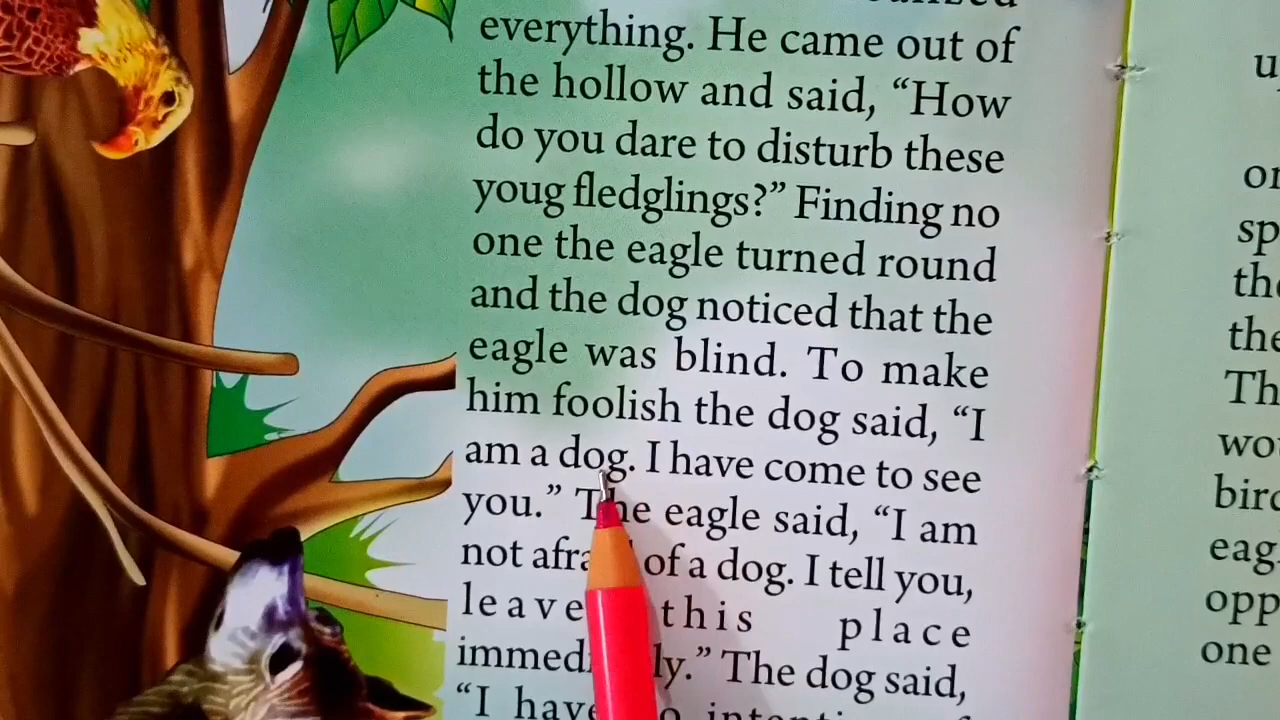 everything. He came out of
the hollow and said, “How
do you dare to disturb these
youg fledglings?” Finding no
one the eagle turned round
and the dog noticed that the
eagle was blind. To make
him foolish the dog said, “I
am a dog. I have come to see
you.” The eagle said, “I am
not of a dog. I tell you,
leave this place
The dog said,
“I
one